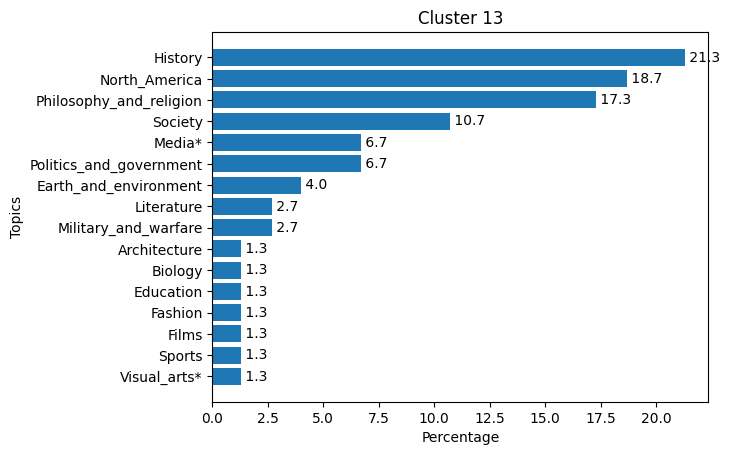 Cluster 13
Topics
History 21.3
North_America 18.7
Philosophy_and_religion 17.3
Society 10.7
Media* 6.7
Politics_and_government 6.7
Earth_and_environment 4.0
Literature 2.7
Military_and_warfare 2.7
Architecture 1.3
Biology 1.3
Education 1.3
Fashion 1.3
Films 1.3
Sports 1.3
Visual_arts* 1.3
0.0 2.5 5.0 7.5 10.0 12.5 15.0 17.5 20.0
Percentage